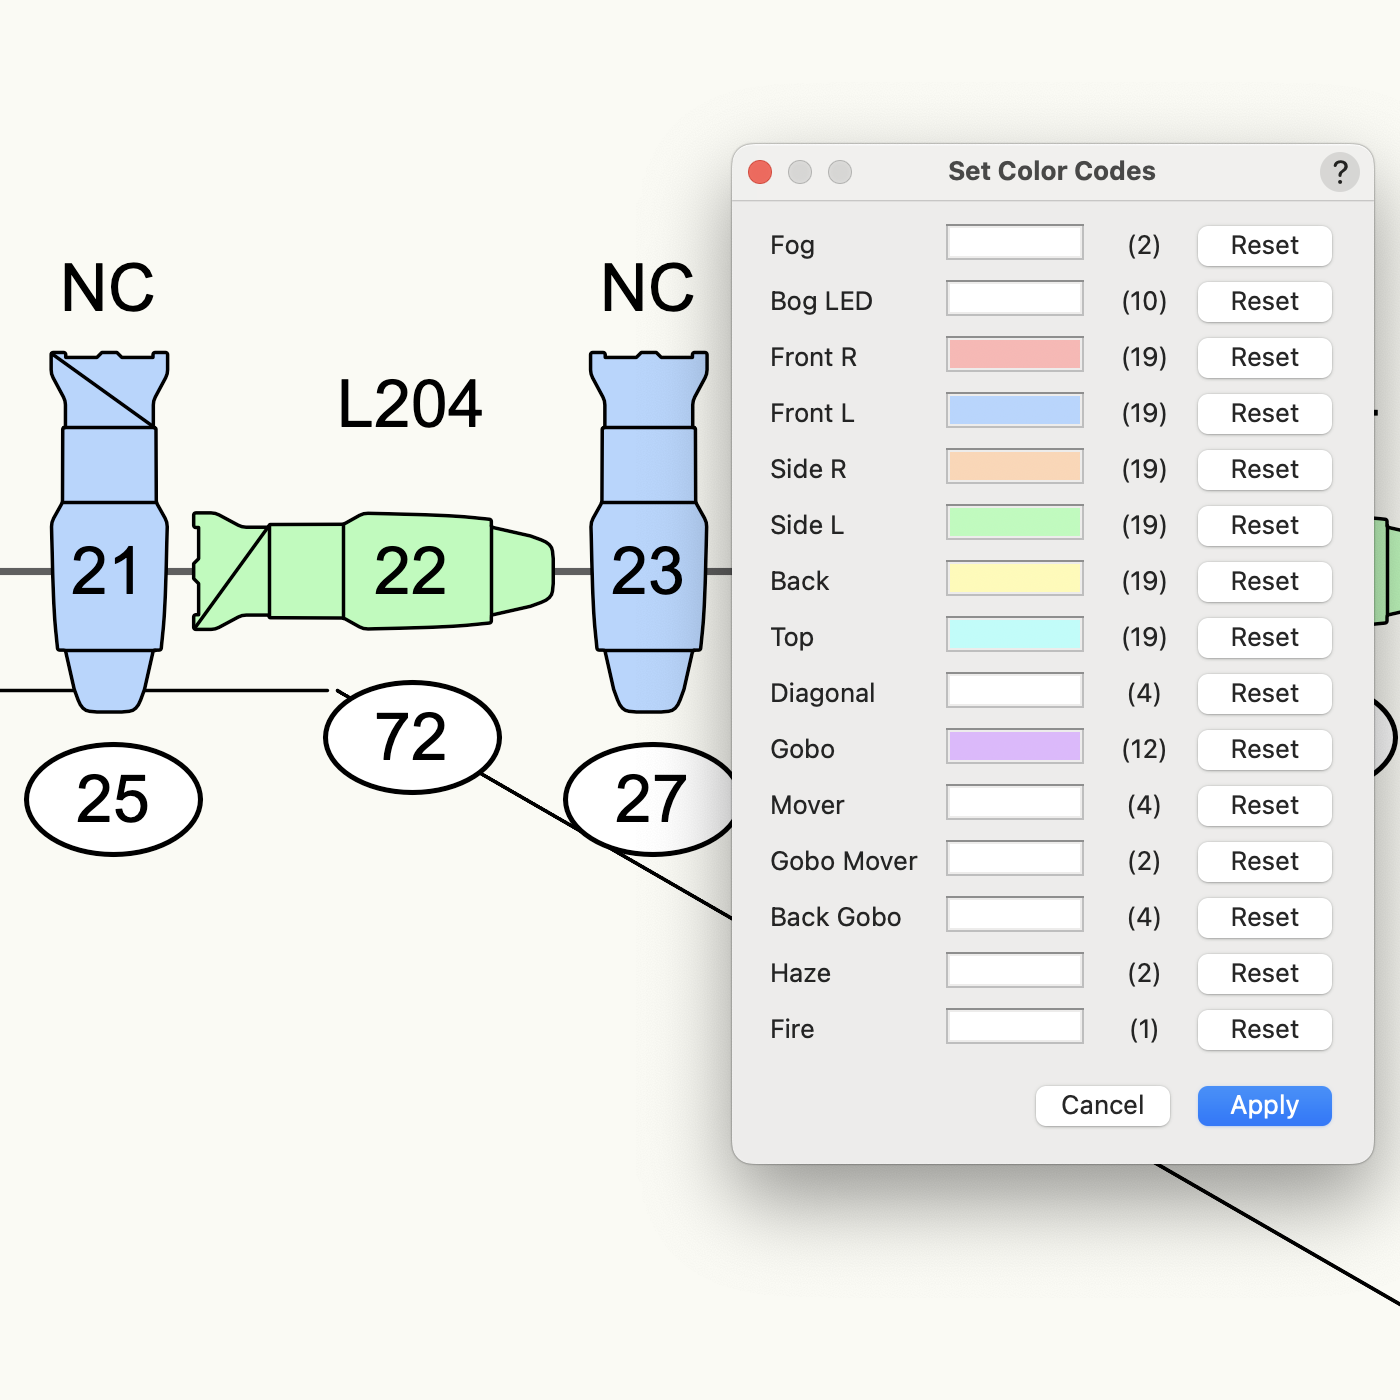 NC
NC
L204
21
22
23
72
25
27
Set Color Codes
?
Fog (2) Reset
Bog LED (10) Reset
Front R (19) Reset
Front L (19) Reset
Side R (19) Reset
Side L (19) Reset
Back (19) Reset
Top (19) Reset
Diagonal (4) Reset
Gobo (12) Reset
Mover (4) Reset
Gobo Mover (2) Reset
Back Gobo (4) Reset
Haze (2) Reset
Fire (1) Reset
Cancel Apply